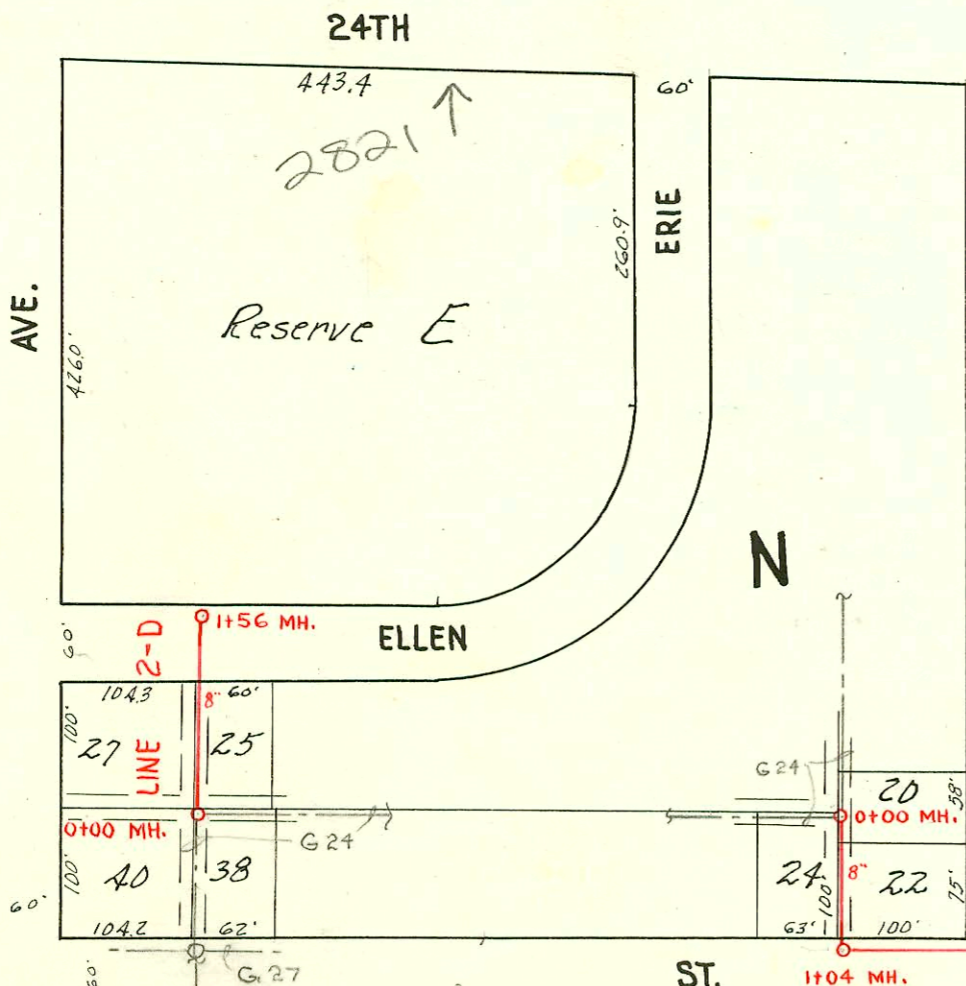 24TH
443.4
60'
2821
ERIE
260.9'
AVE.
Reserve E
426.0'
N
1+56 MH.
ELLEN
60'
LINE 2-D
104.3
8"
60'
100'
27
25
G 24
20
58'
0+00 MH.
G 24
0+00 MH.
100'
40
38
24
100'
8"
22
75'
60'
104.2
62'
63'
100'
60'
G.27
ST.
1+04 MH.